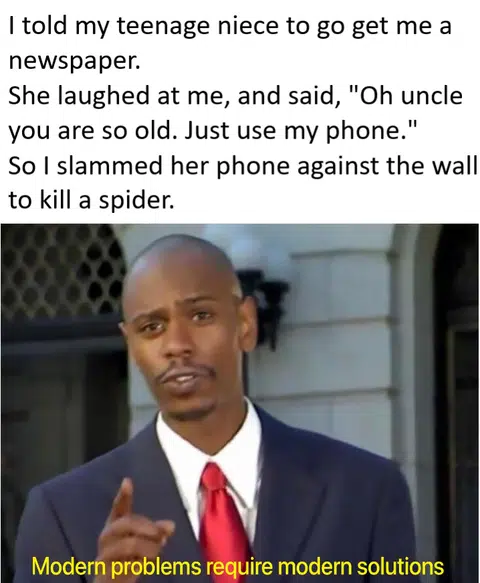 I told my teenage niece to go get me a
newspaper.
She laughed at me, and said, "Oh uncle
you are so old. Just use my phone."
So I slammed her phone against the wall
to kill a spider.
Modern problems require modern solutions